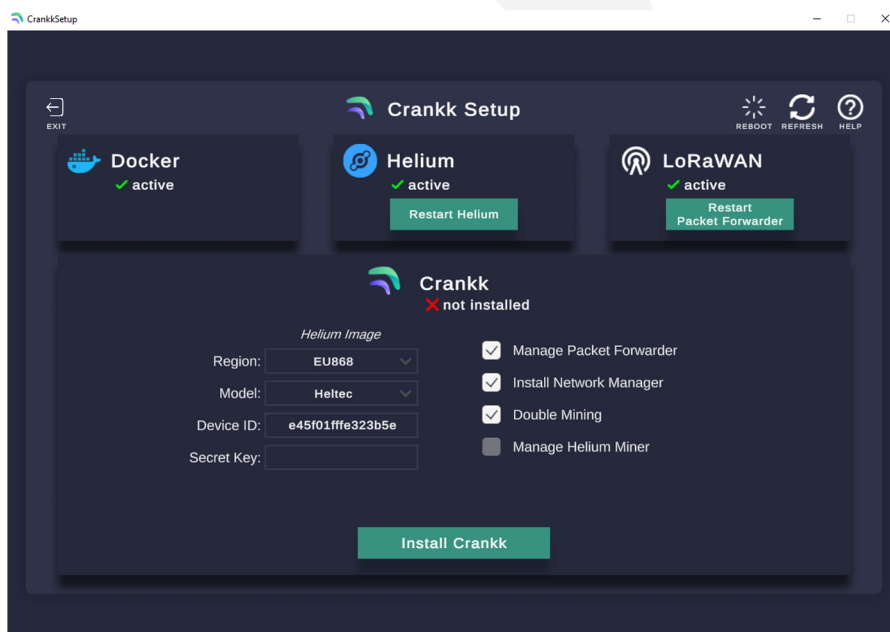 CrankkSetup
EXIT
Crankk Setup
REBOOT REFRESH HELP
Docker
active
Helium
active
Restart Helium
LoRaWAN
active
Restart
Packet Forwarder
Crankk
not installed
Helium Image
Region: EU868
Model: Heltec
Device ID: e45f01fffe323b5e
Secret Key:
Manage Packet Forwarder
Install Network Manager
Double Mining
Manage Helium Miner
Install Crankk